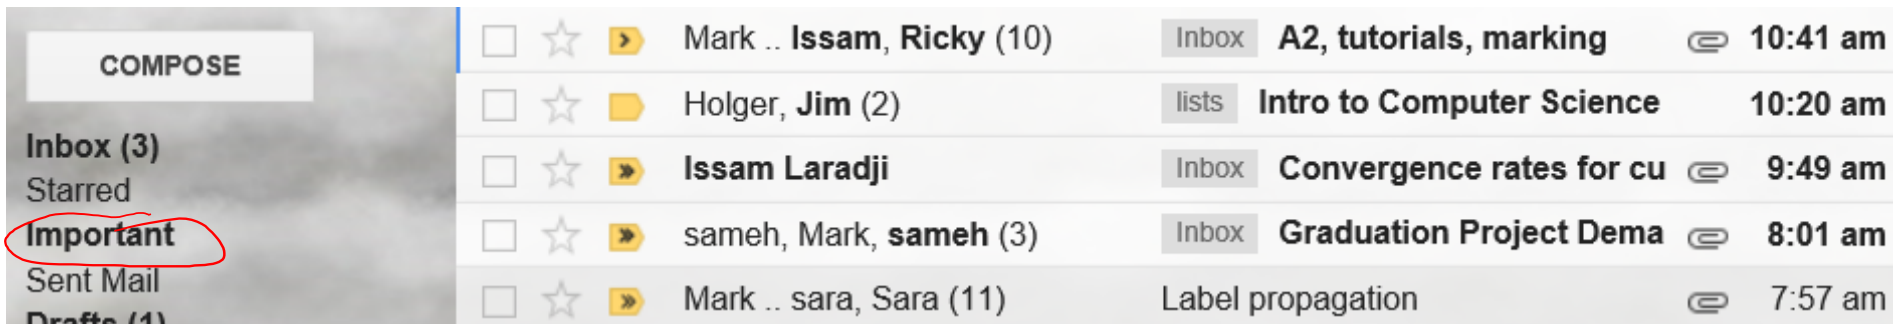 COMPOSE
Inbox (3)
Starred
Important
Sent Mail
Drafts (1)
Mark .. Issam, Ricky (10) Inbox A2, tutorials, marking 10:41 am
Holger, Jim (2) lists Intro to Computer Science 10:20 am
Issam Laradji Inbox Convergence rates for cu 9:49 am
sameh, Mark, sameh (3) Inbox Graduation Project Dema 8:01 am
Mark .. sara, Sara (11) Label propagation 7:57 am